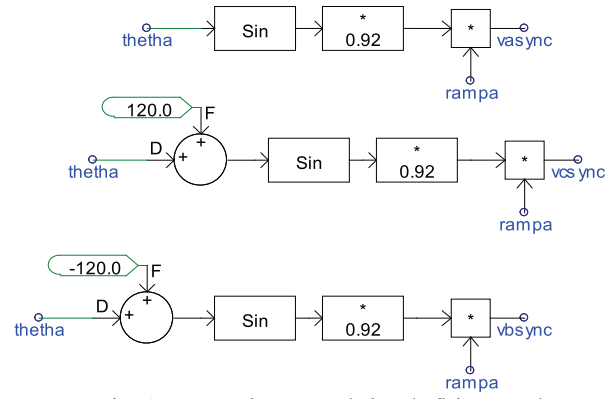 thetha
Sin
*
0.92
*
vasync
rampa
120.0
F
+
D
+
thetha
Sin
*
0.92
*
vcsync
rampa
-120.0
F
+
D
+
thetha
Sin
*
0.92
*
vbsync
rampa